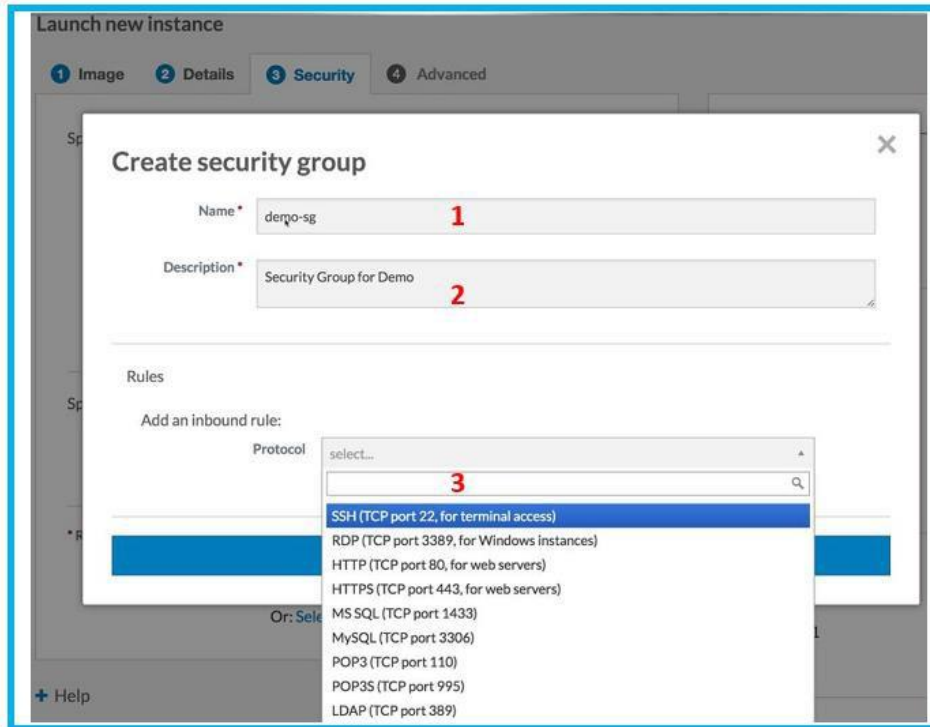 Launch new instance
1 Image 2 Details 3 Security 4 Advanced
Sp
Create security group ×
Name * demo-sg 1
Description * Security Group for Demo
2
Rules
Sp
Add an inbound rule:
Protocol select...
3
SSH (TCP port 22, for terminal access)
* R
RDP (TCP port 3389, for Windows instances)
HTTP (TCP port 80, for web servers)
HTTPS (TCP port 443, for web servers)
Or: Sele
MS SQL (TCP port 1433)
MySQL (TCP port 3306)
POP3 (TCP port 110)
POP3S (TCP port 995)
+ Help
LDAP (TCP port 389)